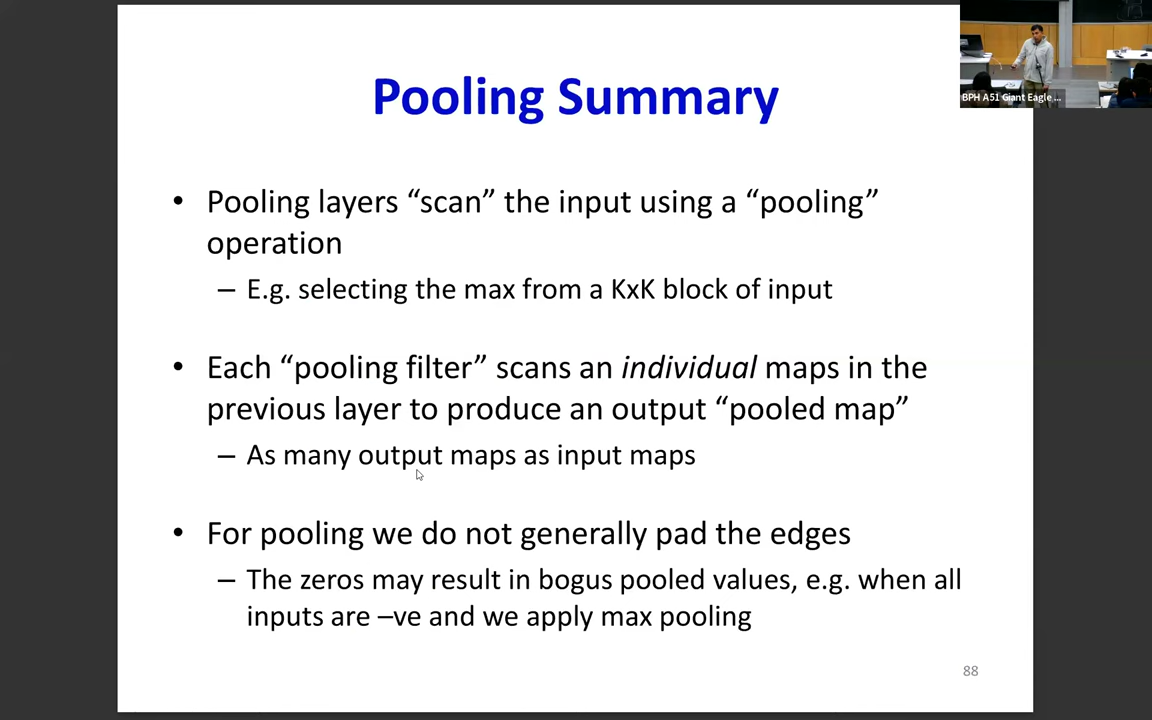 Pooling Summary
BPH A51 Giant Eagle ...
• Pooling layers “scan” the input using a “pooling”
operation
– E.g. selecting the max from a KxK block of input
• Each “pooling filter” scans an individual maps in the
previous layer to produce an output “pooled map”
– As many output maps as input maps
• For pooling we do not generally pad the edges
– The zeros may result in bogus pooled values, e.g. when all
inputs are –ve and we apply max pooling
88